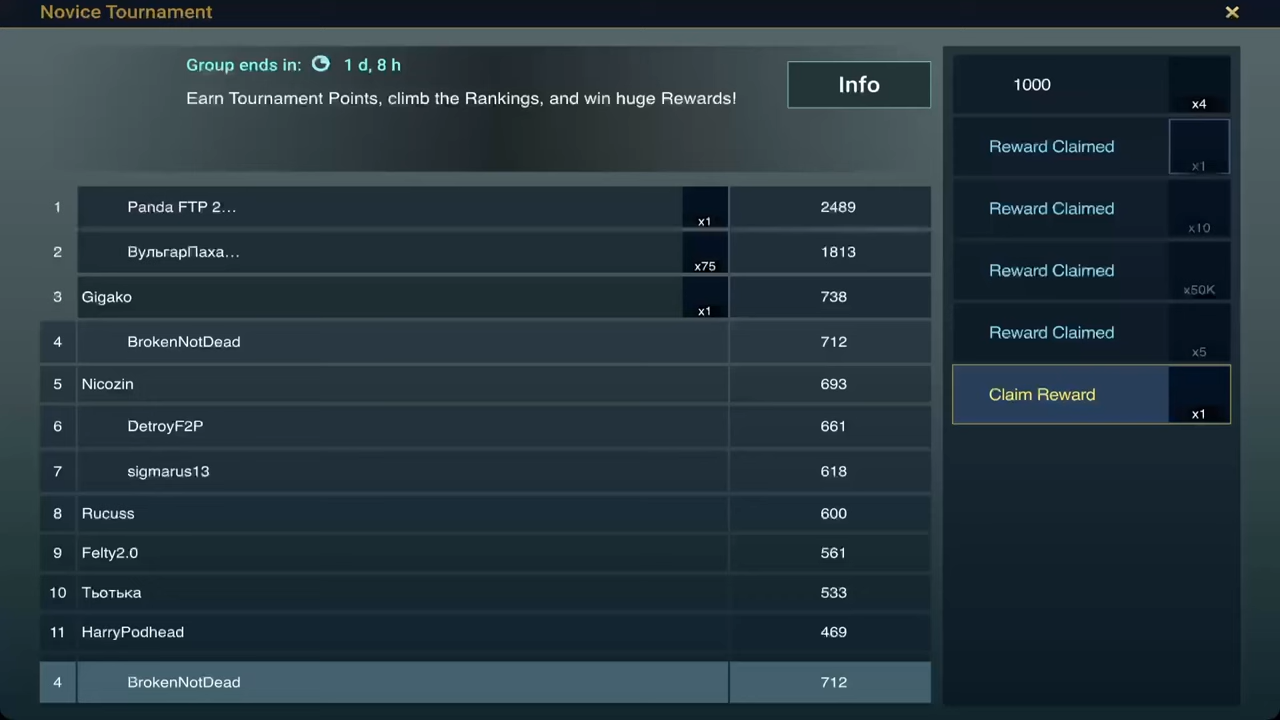 Novice Tournament
Group ends in: 1 d, 8 h
Earn Tournament Points, climb the Rankings, and win huge Rewards!
Info
1 Panda FTP 2... x1 2489
2 ВульгарПаха... x75 1813
3 Gigako x1 738
4 BrokenNotDead 712
5 Nicozin 693
6 DetroyF2P 661
7 sigmarus13 618
8 Rucuss 600
9 Felty2.0 561
10 Тьотька 533
11 HarryPodhead 469
4 BrokenNotDead 712
1000 x4
Reward Claimed x1
Reward Claimed x10
Reward Claimed x50K
Reward Claimed x5
Claim Reward x1